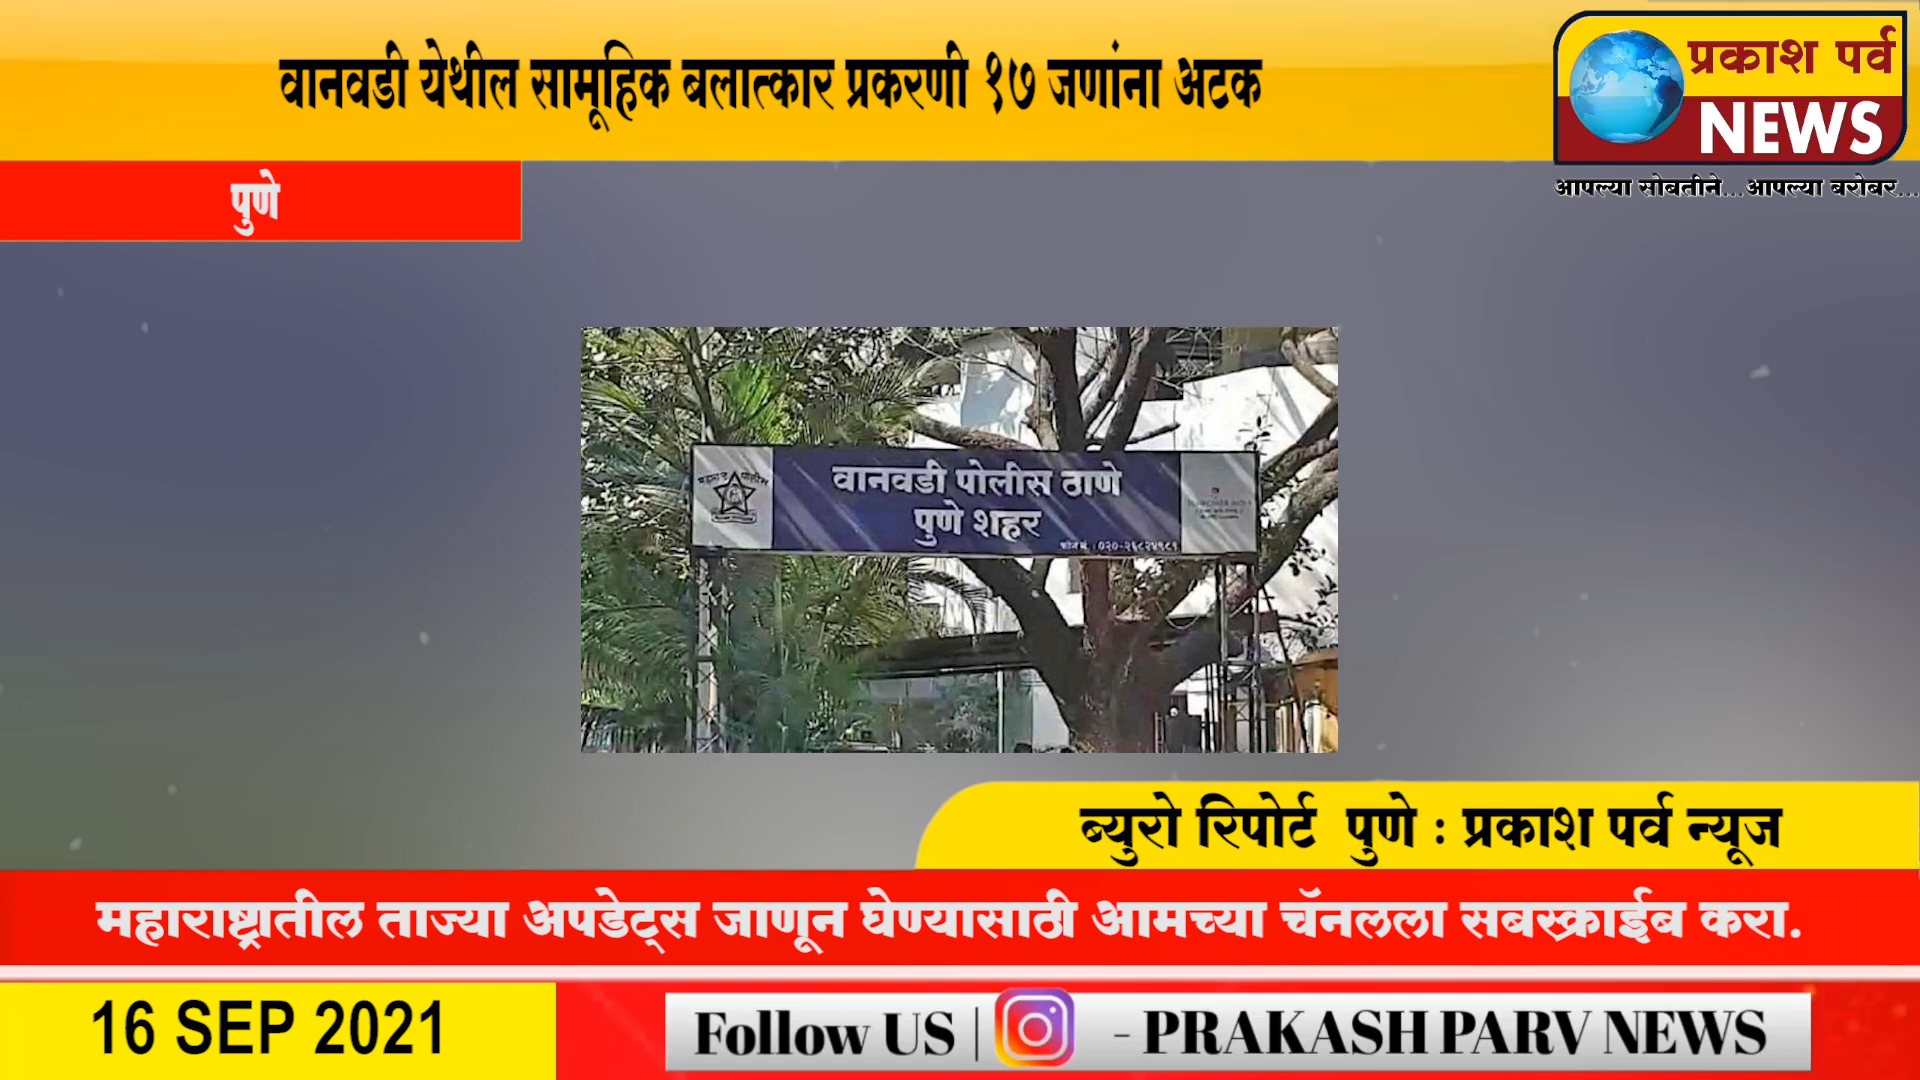 वानवडी येथील सामूहिक बलात्कार प्रकरणी १७ जणांना अटक
प्रकाश पर्व
NEWS
आपल्या सोबतीने...आपल्या बरोबर...
पुणे
वानवडी पोलीस ठाणे
पुणे शहर
ब्युरो रिपोर्ट पुणे : प्रकाश पर्व न्यूज
महाराष्ट्रातील ताज्या अपडेट्स जाणून घेण्यासाठी आमच्या चॅनलला सबस्क्राईब करा.
16 SEP 2021
Follow US | - PRAKASH PARV NEWS